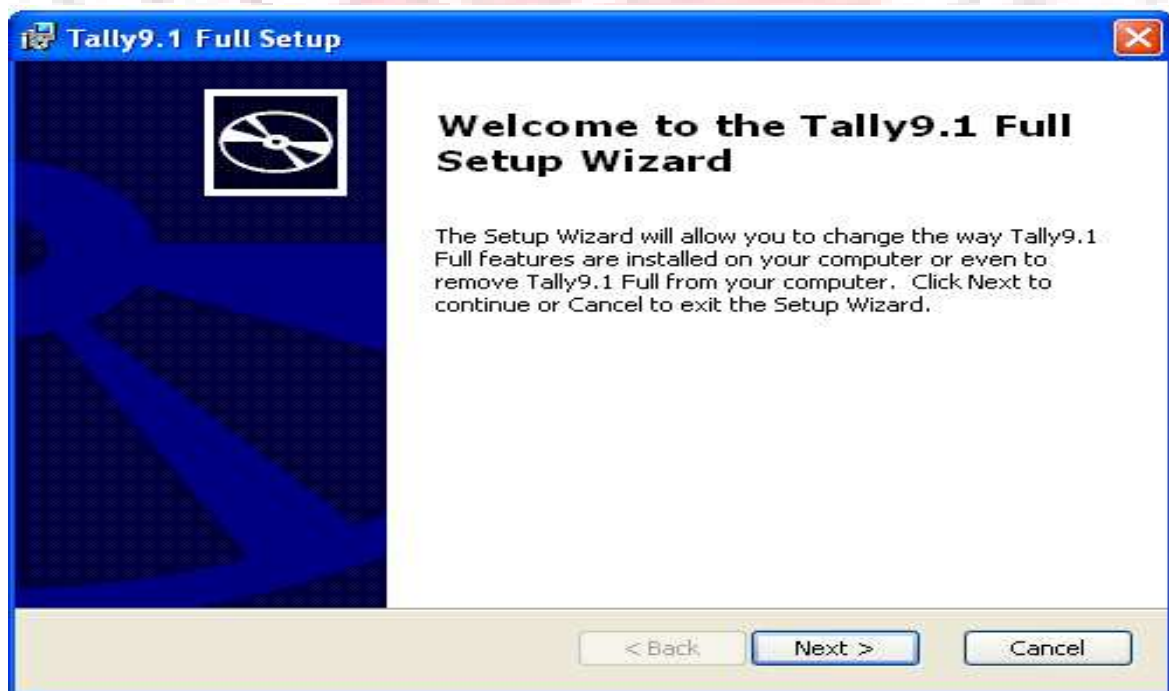 Tally9.1 Full Setup
Welcome to the Tally9.1 Full
Setup Wizard
The Setup Wizard will allow you to change the way Tally9.1
Full features are installed on your computer or even to
remove Tally9.1 Full from your computer. Click Next to
continue or Cancel to exit the Setup Wizard.
< Back Next > Cancel